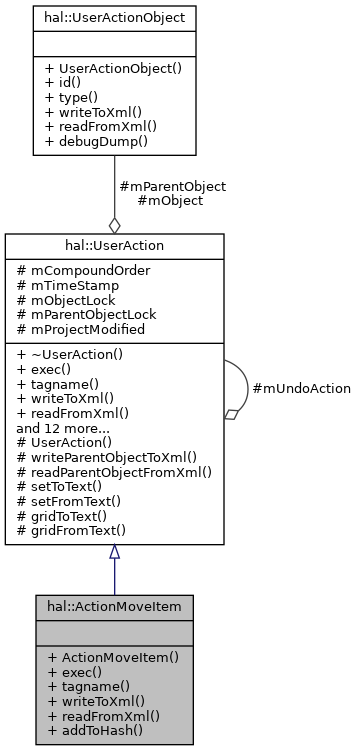 hal::UserActionObject
+ UserActionObject()
+ id()
+ type()
+ writeToXml()
+ readFromXml()
+ debugDump()
#mParentObject
#mObject
hal::UserAction
# mCompoundOrder
# mTimeStamp
# mObjectLock
# mParentObjectLock
# mProjectModified
+ ~UserAction()
+ exec()
+ tagname()
+ writeToXml()
+ readFromXml()
and 12 more...
# UserAction()
# writeParentObjectToXml()
# readParentObjectFromXml()
# setToText()
# setFromText()
# gridToText()
# gridFromText()
#mUndoAction
hal::ActionMoveItem
+ ActionMoveItem()
+ exec()
+ tagname()
+ writeToXml()
+ readFromXml()
+ addToHash()